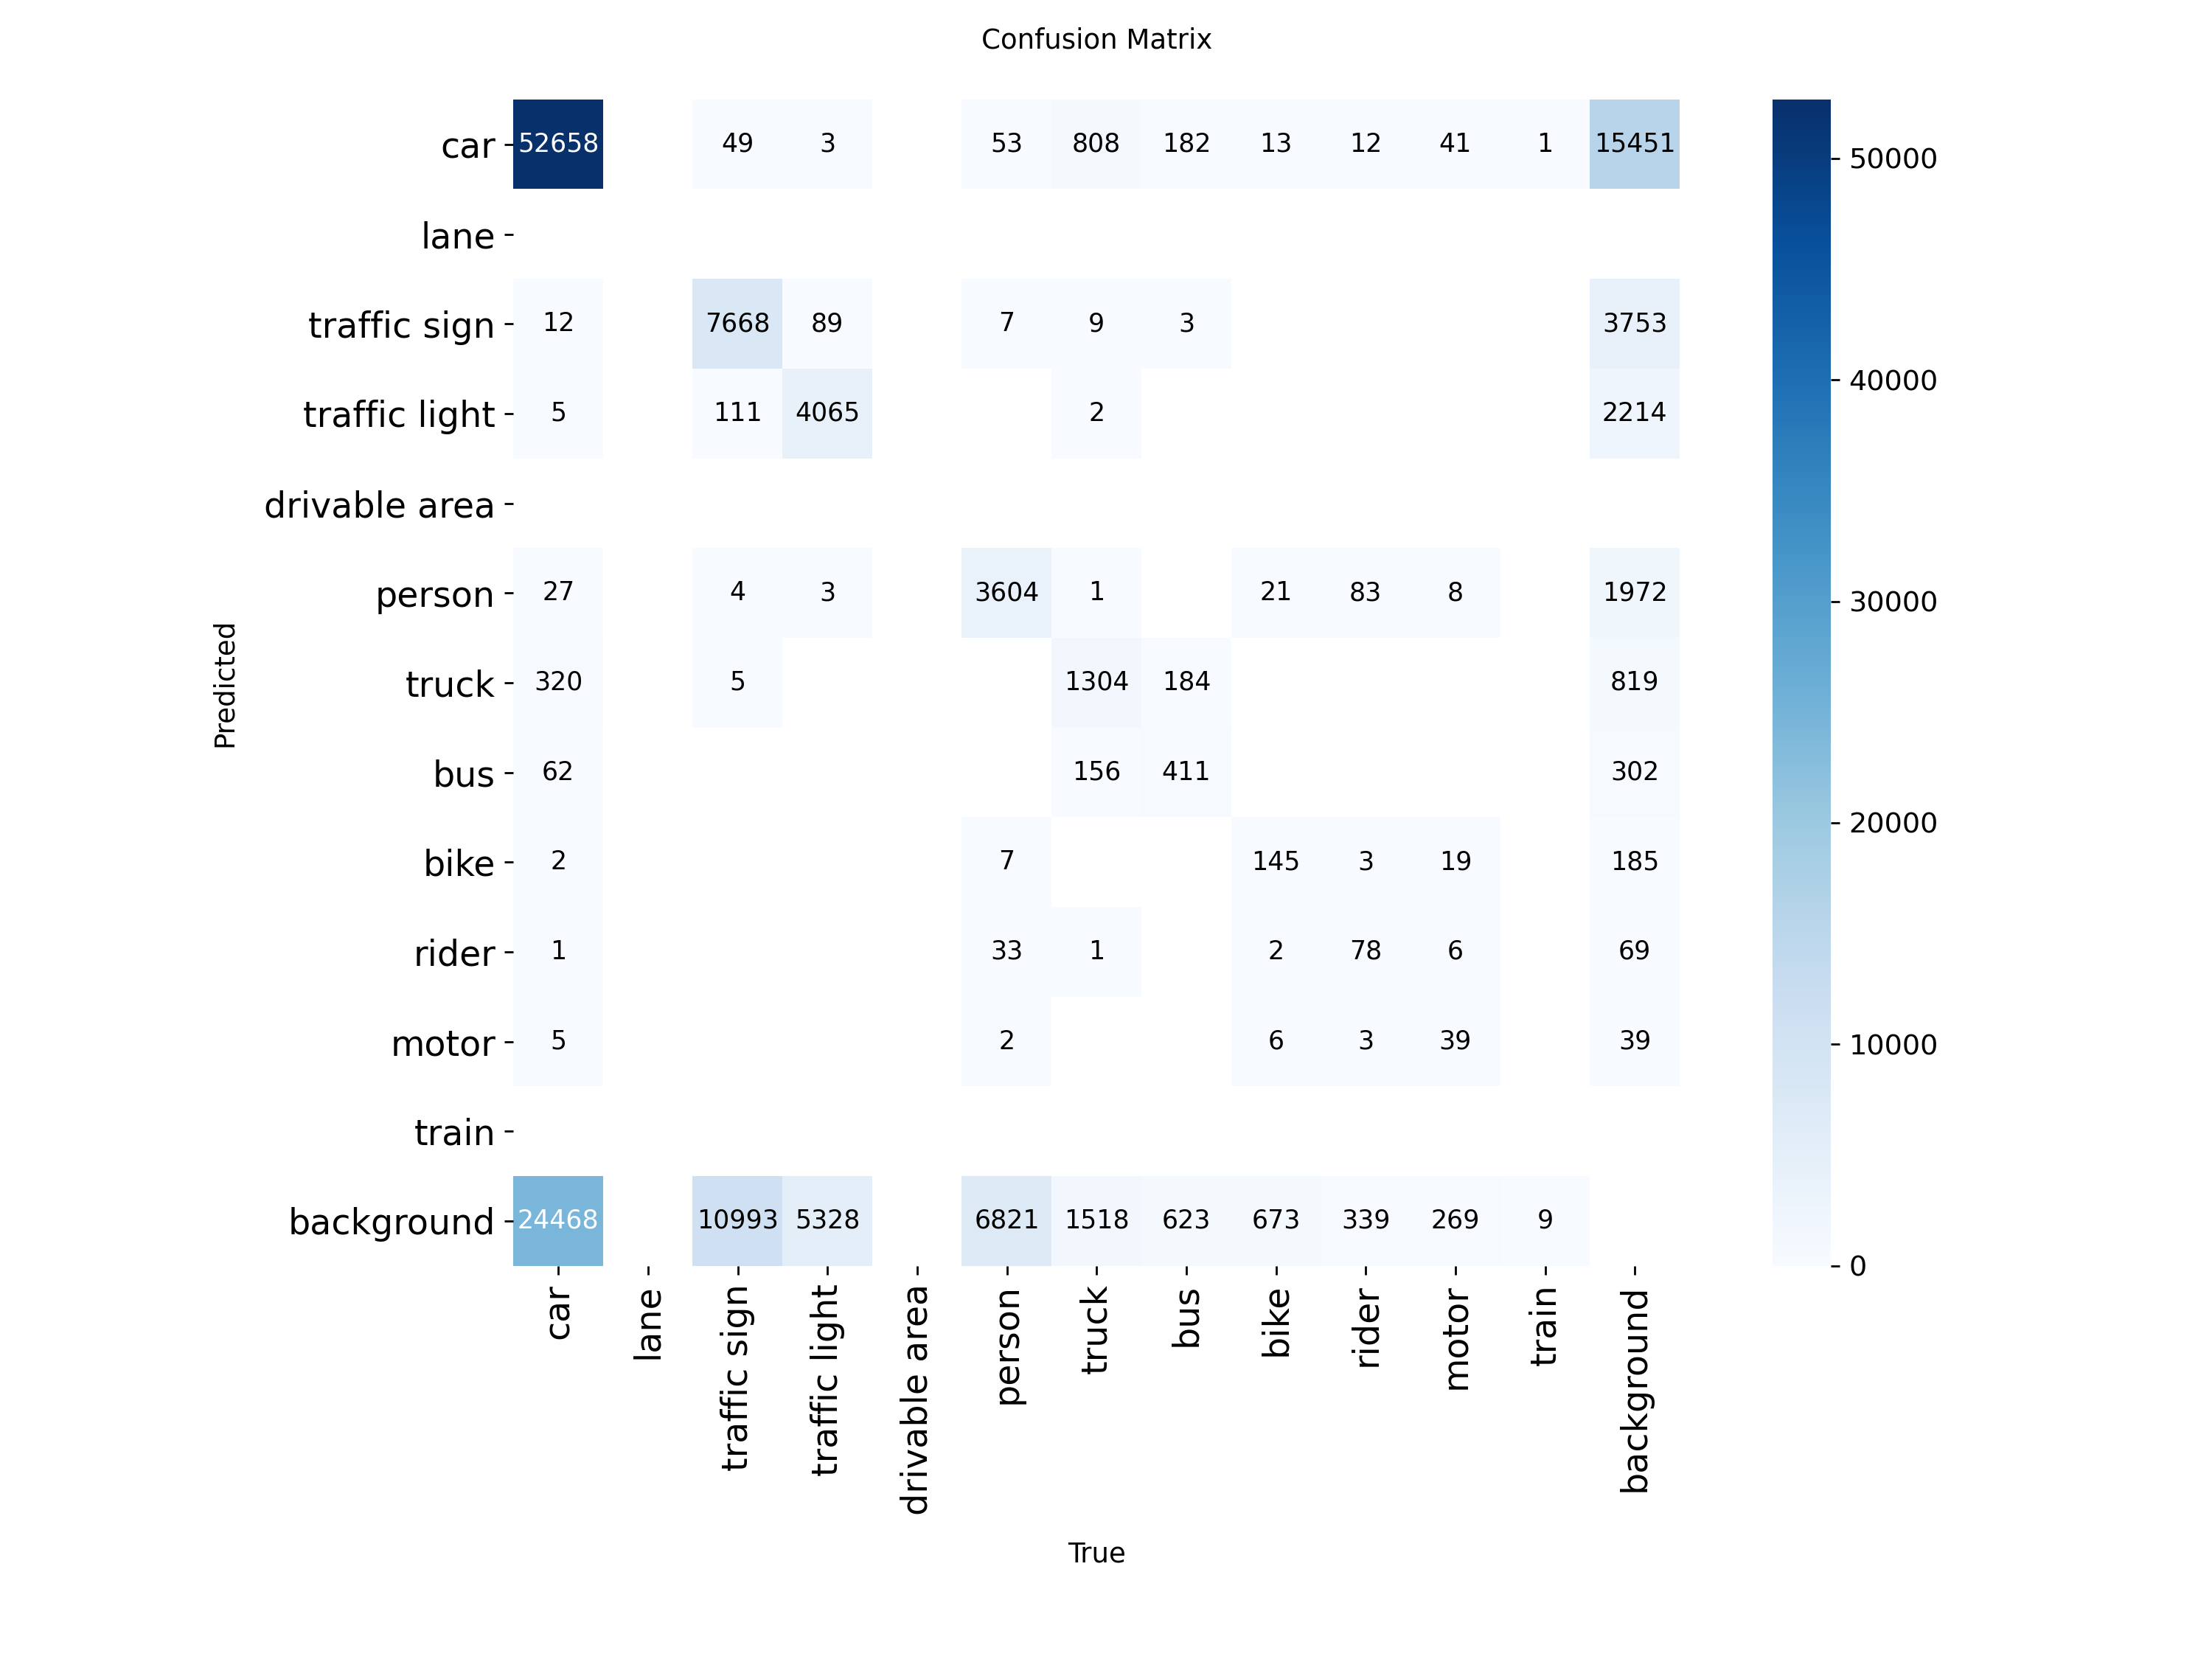 Confusion Matrix
car 52658 49 3 53 808 182 13 12 41 1 15451
lane
traffic sign 12 7668 89 7 9 3 3753
traffic light 5 111 4065 2 2214
drivable area
person 27 4 3 3604 1 21 83 8 1972
truck 320 5 1304 184 819
bus 62 156 411 302
bike 2 7 145 3 19 185
rider 1 33 1 2 78 6 69
motor 5 2 6 3 39 39
train
background 24468 10993 5328 6821 1518 623 673 339 269 9
Predicted
car lane traffic sign traffic light drivable area person truck bus bike rider motor train background
True
50000
40000
30000
20000
10000
0